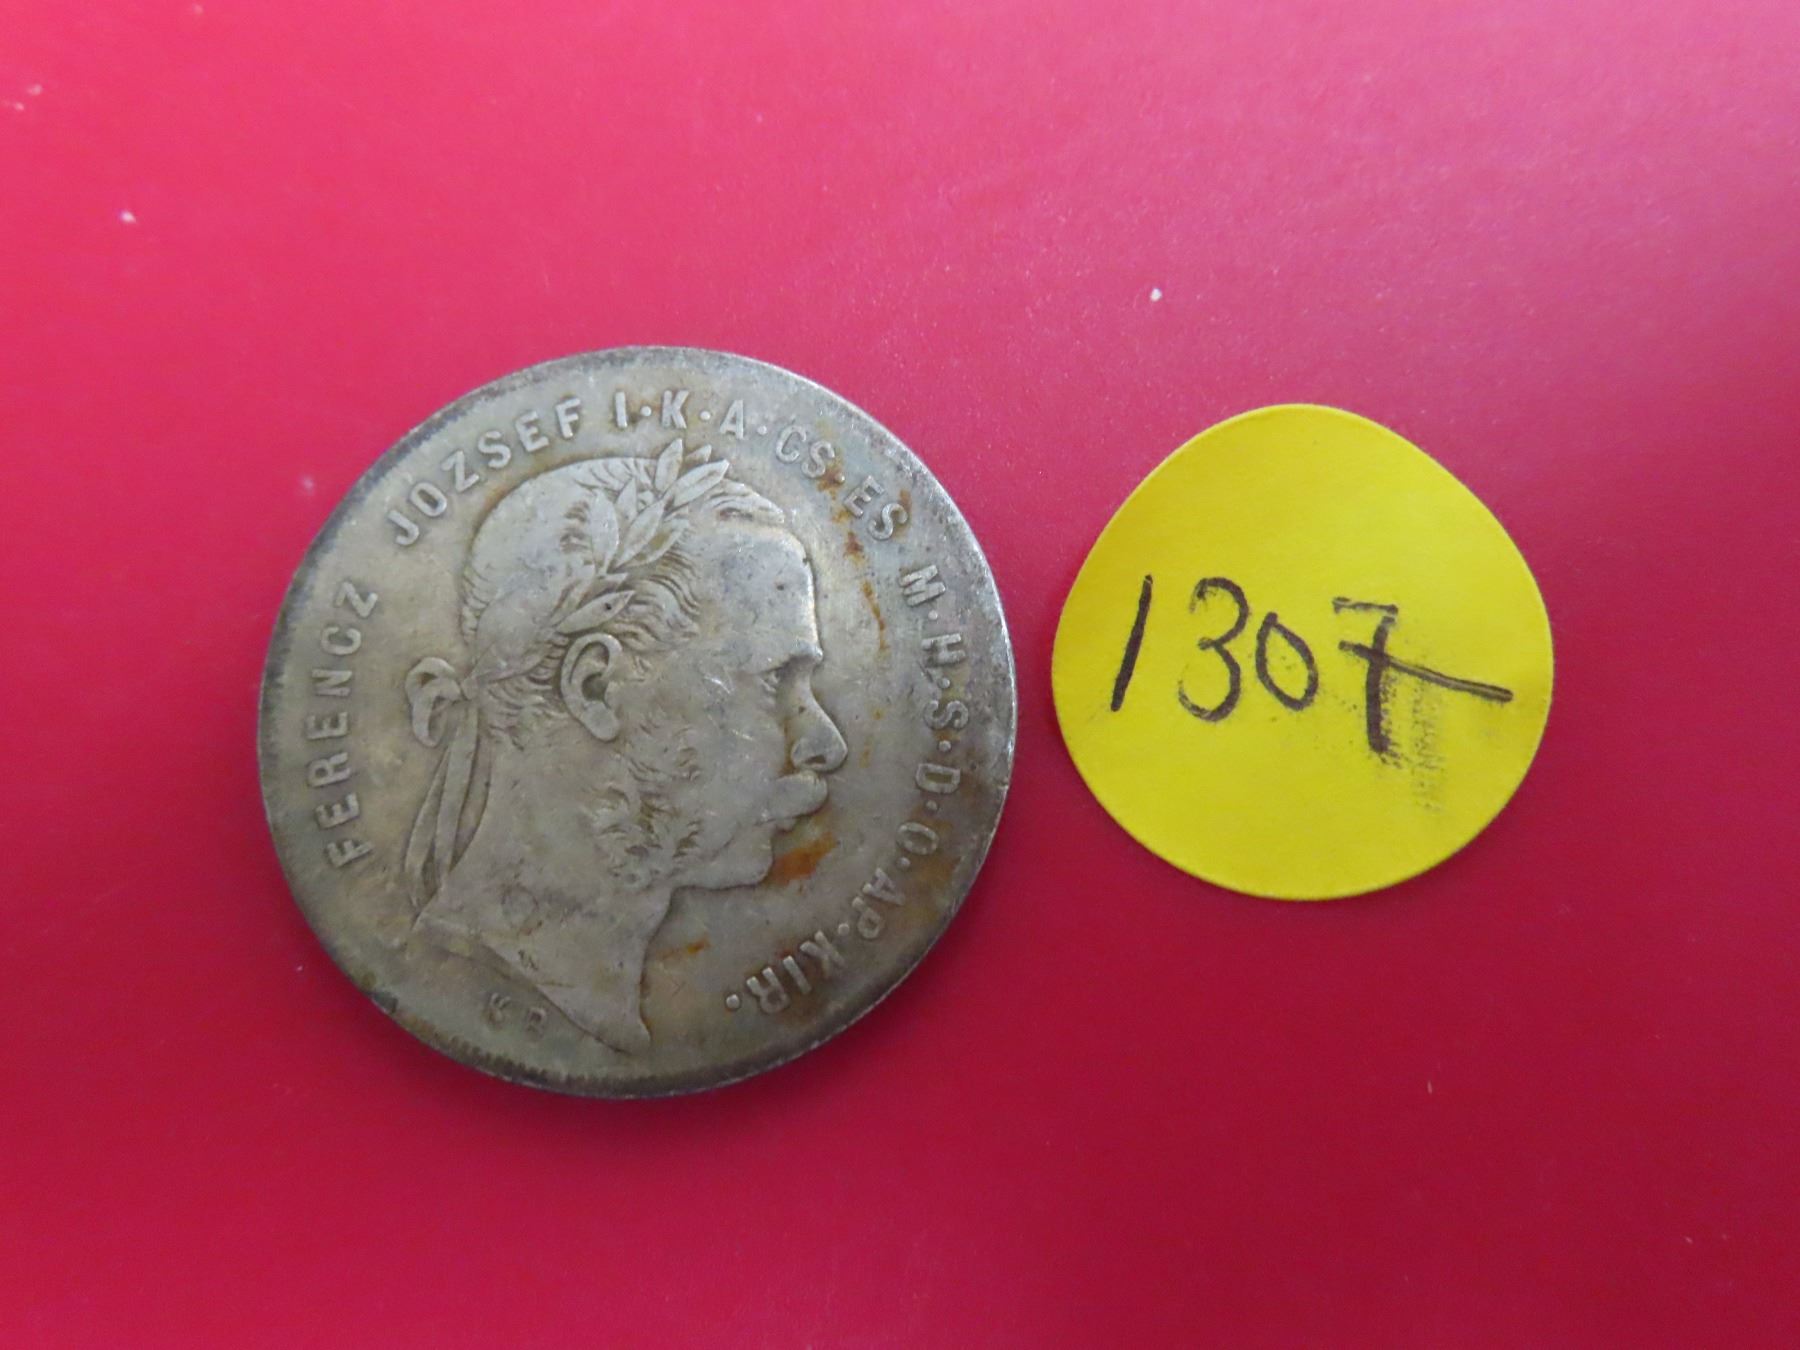 FERENCZ JOZSEF I·K·A·CS·ES M·H·S·D·O·AP·KIR.
KB
1307